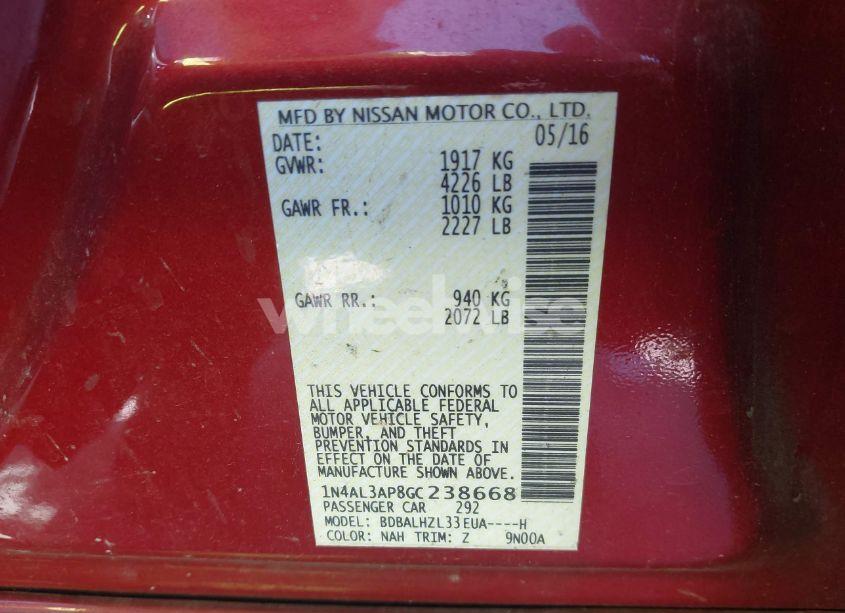 MFD BY NISSAN MOTOR CO., LTD.
DATE: 05/16
GVWR: 1917 KG
4226 LB
GAWR FR.: 1010 KG
2227 LB
GAWR RR.: 940 KG
2072 LB
THIS VEHICLE CONFORMS TO
ALL APPLICABLE FEDERAL
MOTOR VEHICLE SAFETY,
BUMPER, AND THEFT
PREVENTION STANDARDS IN
EFFECT ON THE DATE OF
MANUFACTURE SHOWN ABOVE.
1N4AL3AP8GC238668
PASSENGER CAR 292
MODEL: BDBALHZL33EUA----H
COLOR: NAH TRIM: Z 9N00A